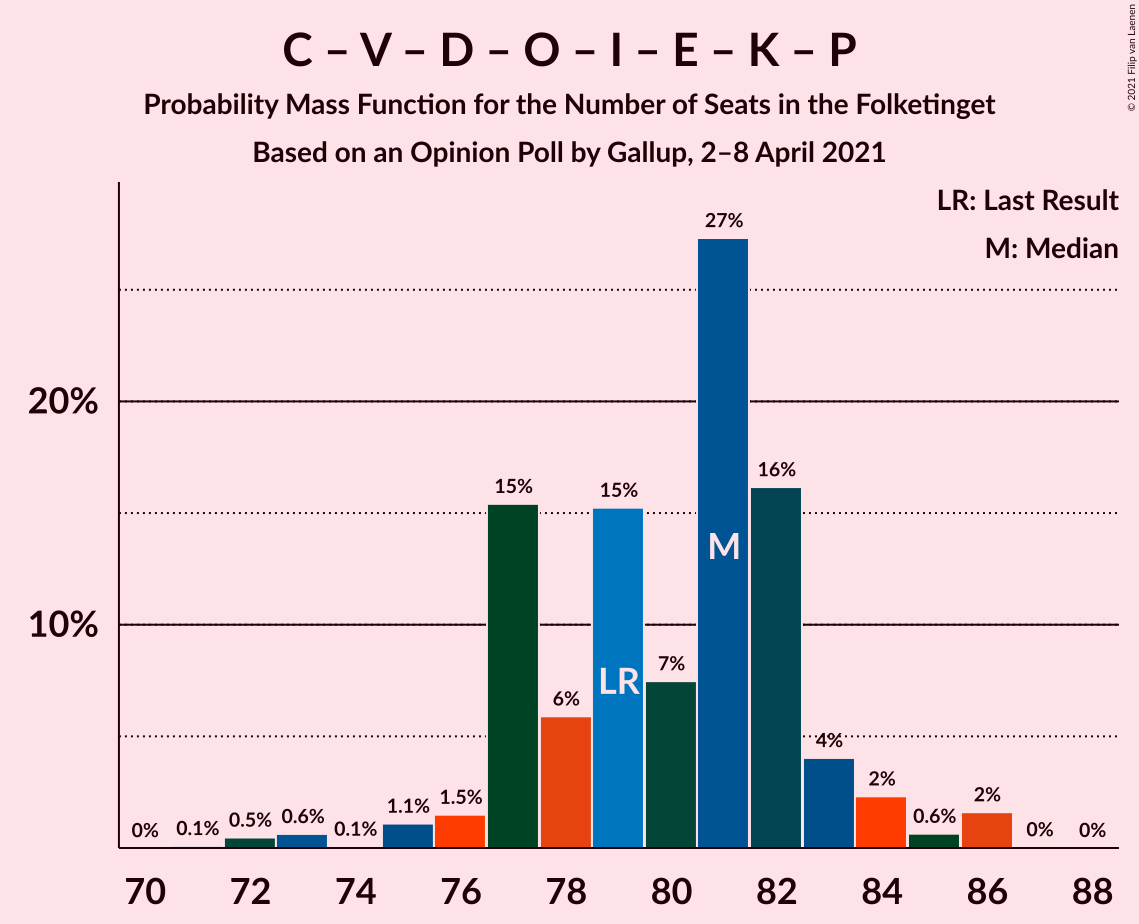 C – V – D – O – I – E – K – P
Probability Mass Function for the Number of Seats in the Folketinget
Based on an Opinion Poll by Gallup, 2–8 April 2021
© 2021 Filip van Laenen
LR: Last Result
M: Median
20%
10%
0%
0.1%
0.5%
0.6%
0.1%
1.1%
1.5%
15%
6%
15%
7%
27%
16%
4%
2%
0.6%
2%
0%
0%
LR
M
70 72 74 76 78 80 82 84 86 88